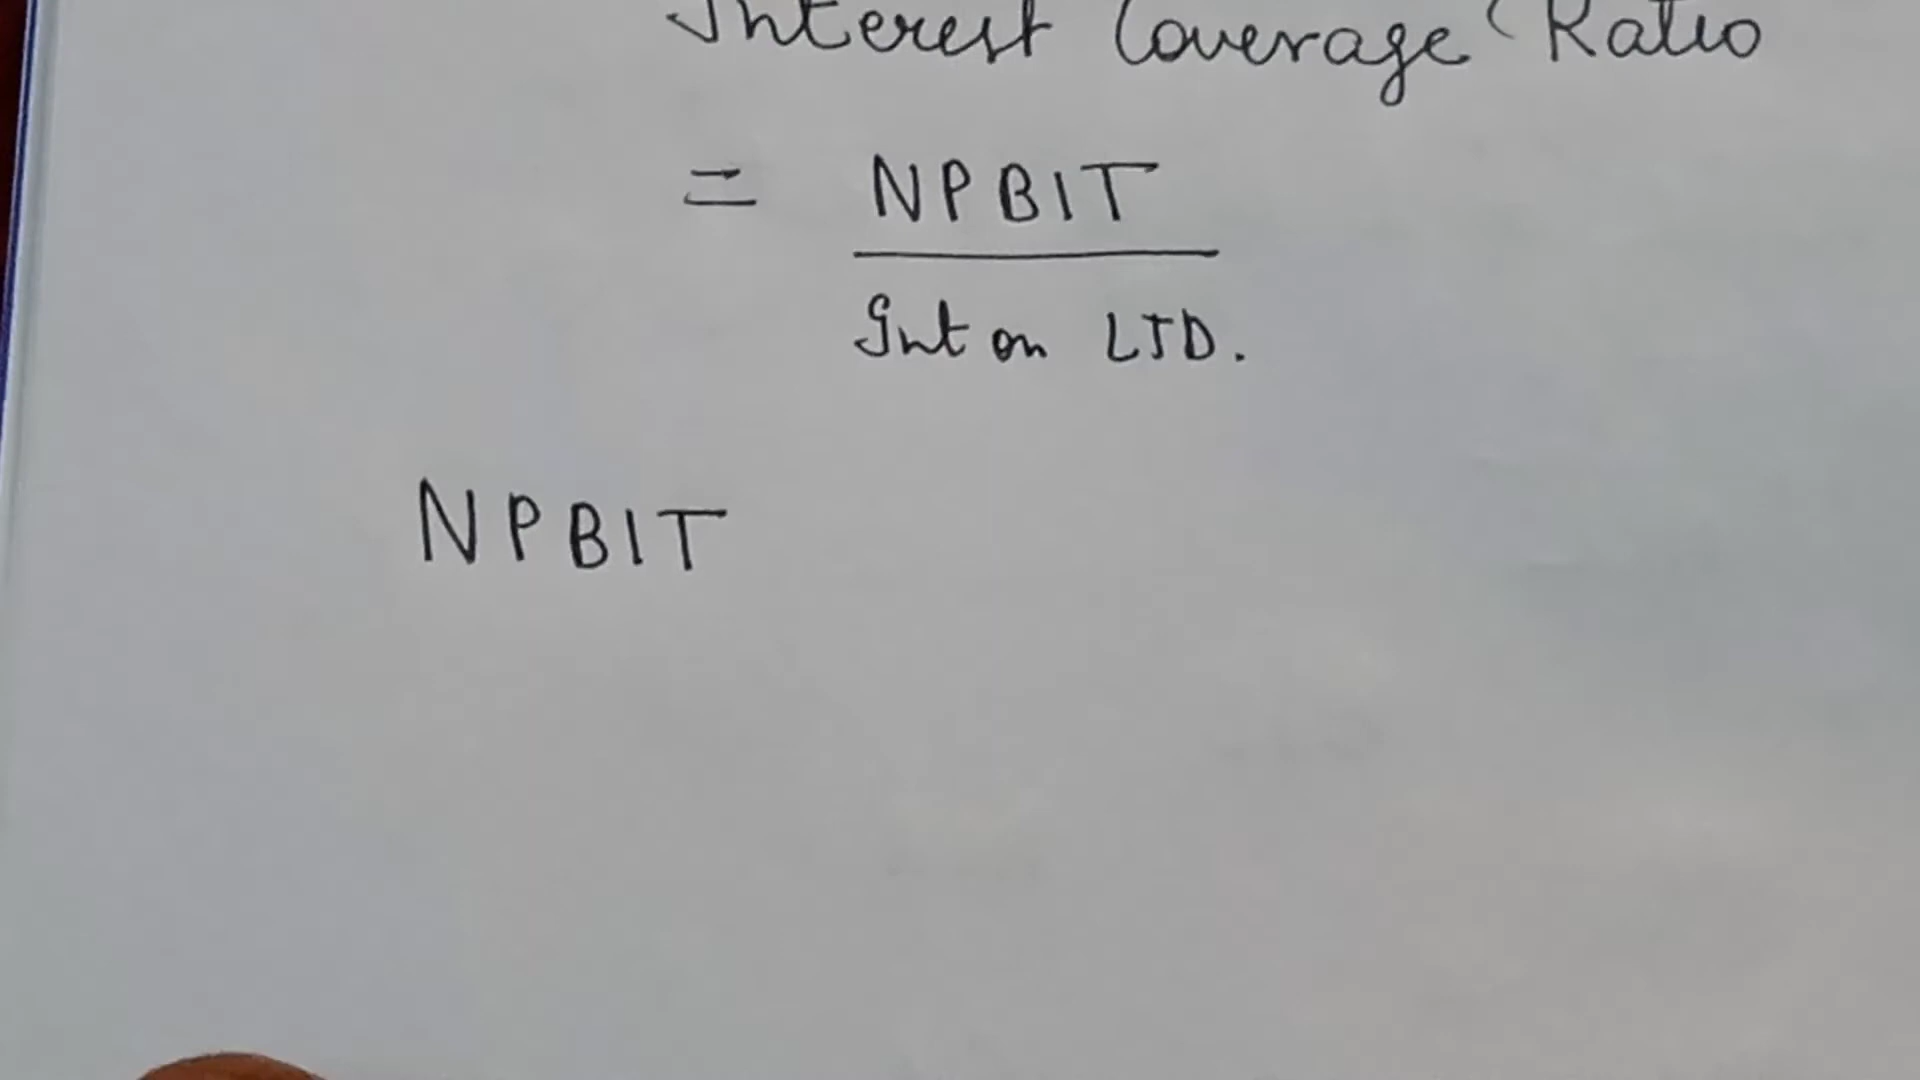 Interest Coverage Ratio
= NPBIT
Int on LTD.
NPBIT